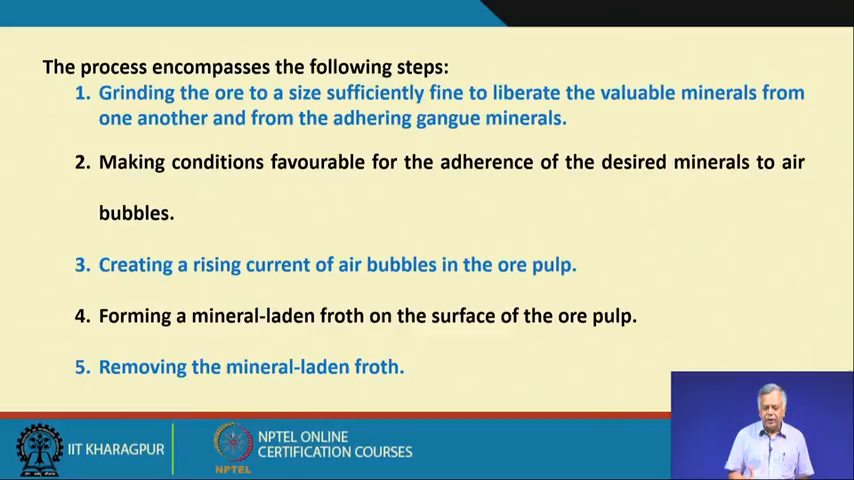 The process encompasses the following steps:
1. Grinding the ore to a size sufficiently fine to liberate the valuable minerals from
one another and from the adhering gangue minerals.
2. Making conditions favourable for the adherence of the desired minerals to air
bubbles.
3. Creating a rising current of air bubbles in the ore pulp.
4. Forming a mineral-laden froth on the surface of the ore pulp.
5. Removing the mineral-laden froth.
IIT KHARAGPUR
NPTEL
NPTEL ONLINE
CERTIFICATION COURSES